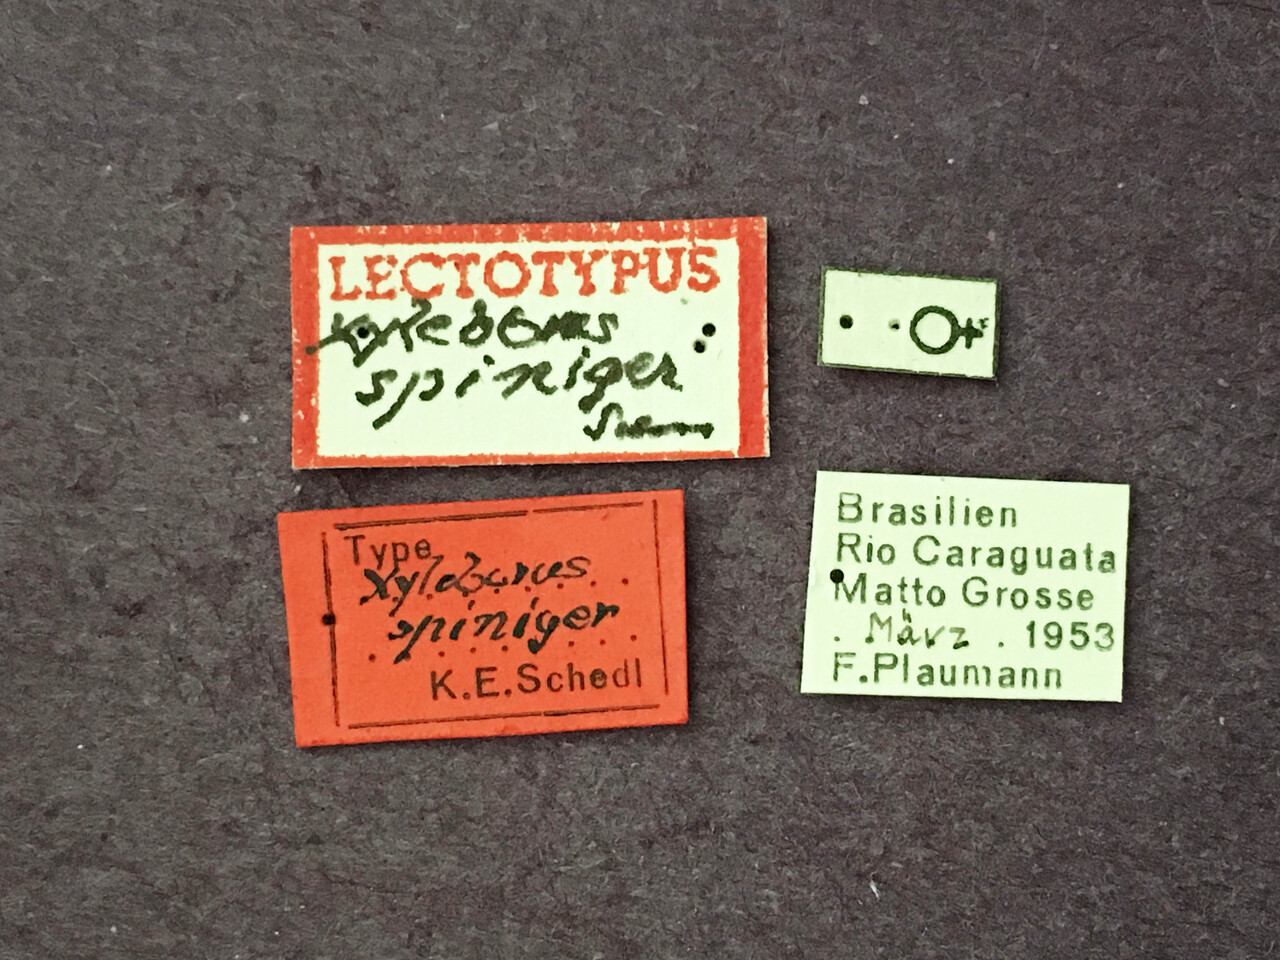 LECTOTYPUS
Xyleborus
spiniger
♀
Type
Xyleborus
spiniger
K.E.Schedl
Brasilien
Rio Caraguata
Matto Grosse
. März . 1953
F.Plaumann